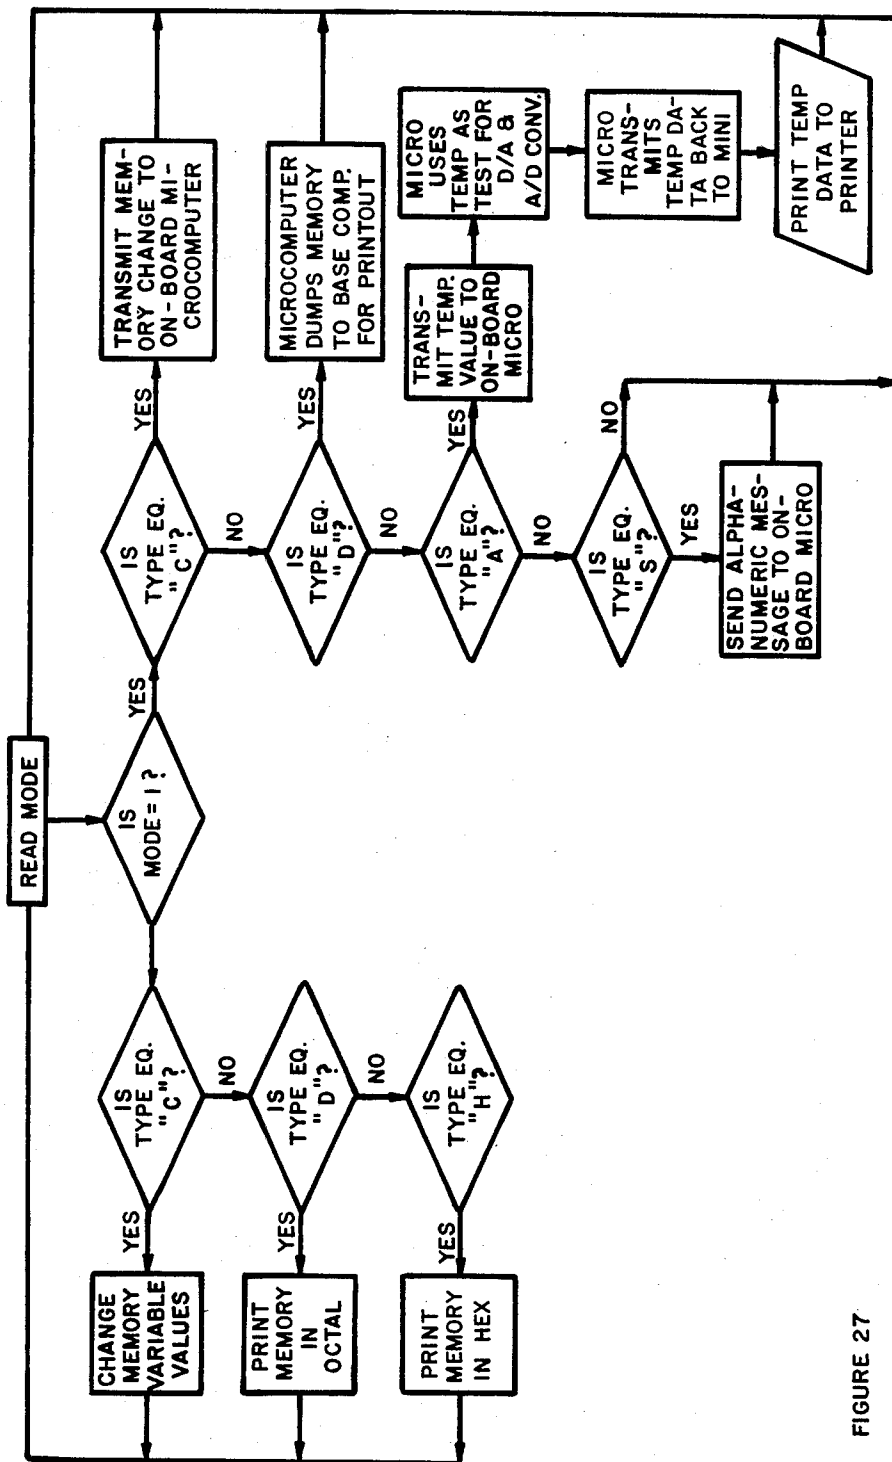 READ MODE
IS
MODE = 1 ?
YES
IS
TYPE EQ.
"C"?
YES
CHANGE
MEMORY
VARIABLE
VALUES
NO
IS
TYPE EQ.
"D"?
YES
PRINT
MEMORY
IN
OCTAL
NO
IS
TYPE EQ.
"H"?
YES
PRINT
MEMORY
IN HEX
IS
TYPE EQ.
"C"?
YES
TRANSMIT MEM-
ORY CHANGE TO
ON-BOARD MI-
CROCOMPUTER
NO
IS
TYPE EQ.
"D"?
YES
MICROCOMPUTER
DUMPS MEMORY
TO BASE COMP.
FOR PRINTOUT
NO
IS
TYPE EQ.
"A"?
YES
TRANS-
MIT TEMP.
VALUE TO
ON-BOARD
MICRO
MICRO
USES
TEMP AS
TEST FOR
D/A &
A/D CONV.
MICRO
TRANS-
MITS
TEMP DA-
TA BACK
TO MINI
PRINT TEMP
DATA TO
PRINTER
NO
IS
TYPE EQ.
"S"?
NO
YES
SEND ALPHA-
NUMERIC MES-
SAGE TO ON-
BOARD MICRO
FIGURE 27